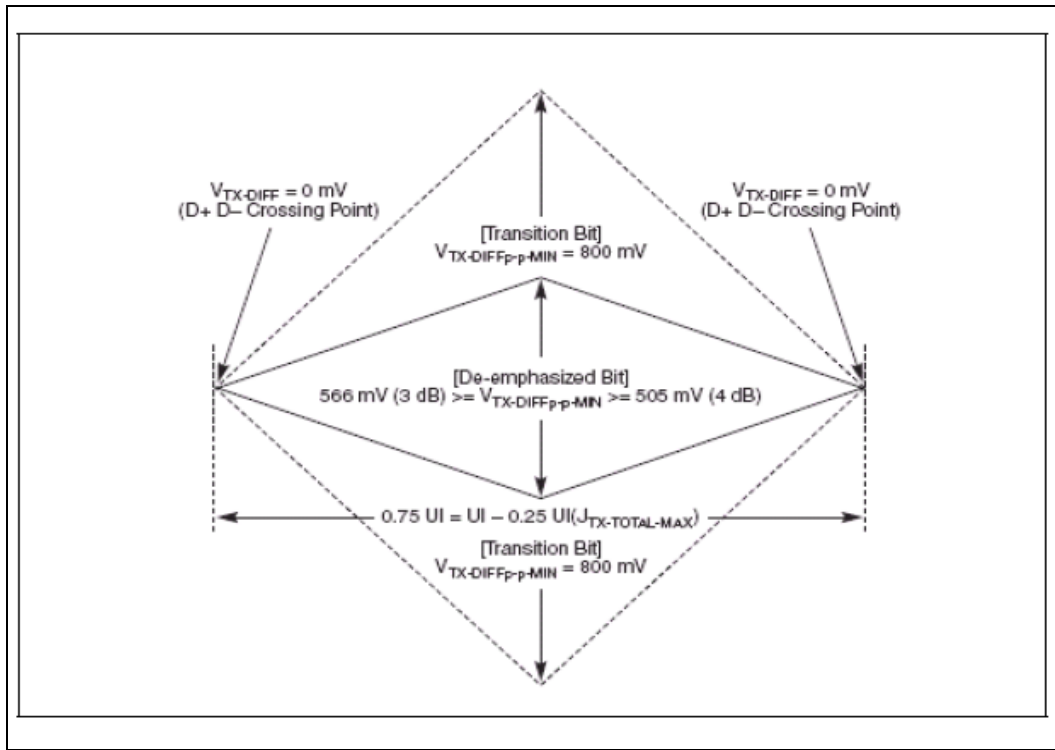 V_TX-DIFF = 0 mV
(D+ D– Crossing Point)
V_TX-DIFF = 0 mV
(D+ D– Crossing Point)
[Transition Bit]
V_TX-DIFFp-p-MIN = 800 mV
[De-emphasized Bit]
566 mV (3 dB) >= V_TX-DIFFp-p-MIN >= 505 mV (4 dB)
0.75 UI = UI – 0.25 UI(J_TX-TOTAL-MAX)
[Transition Bit]
V_TX-DIFFp-p-MIN = 800 mV